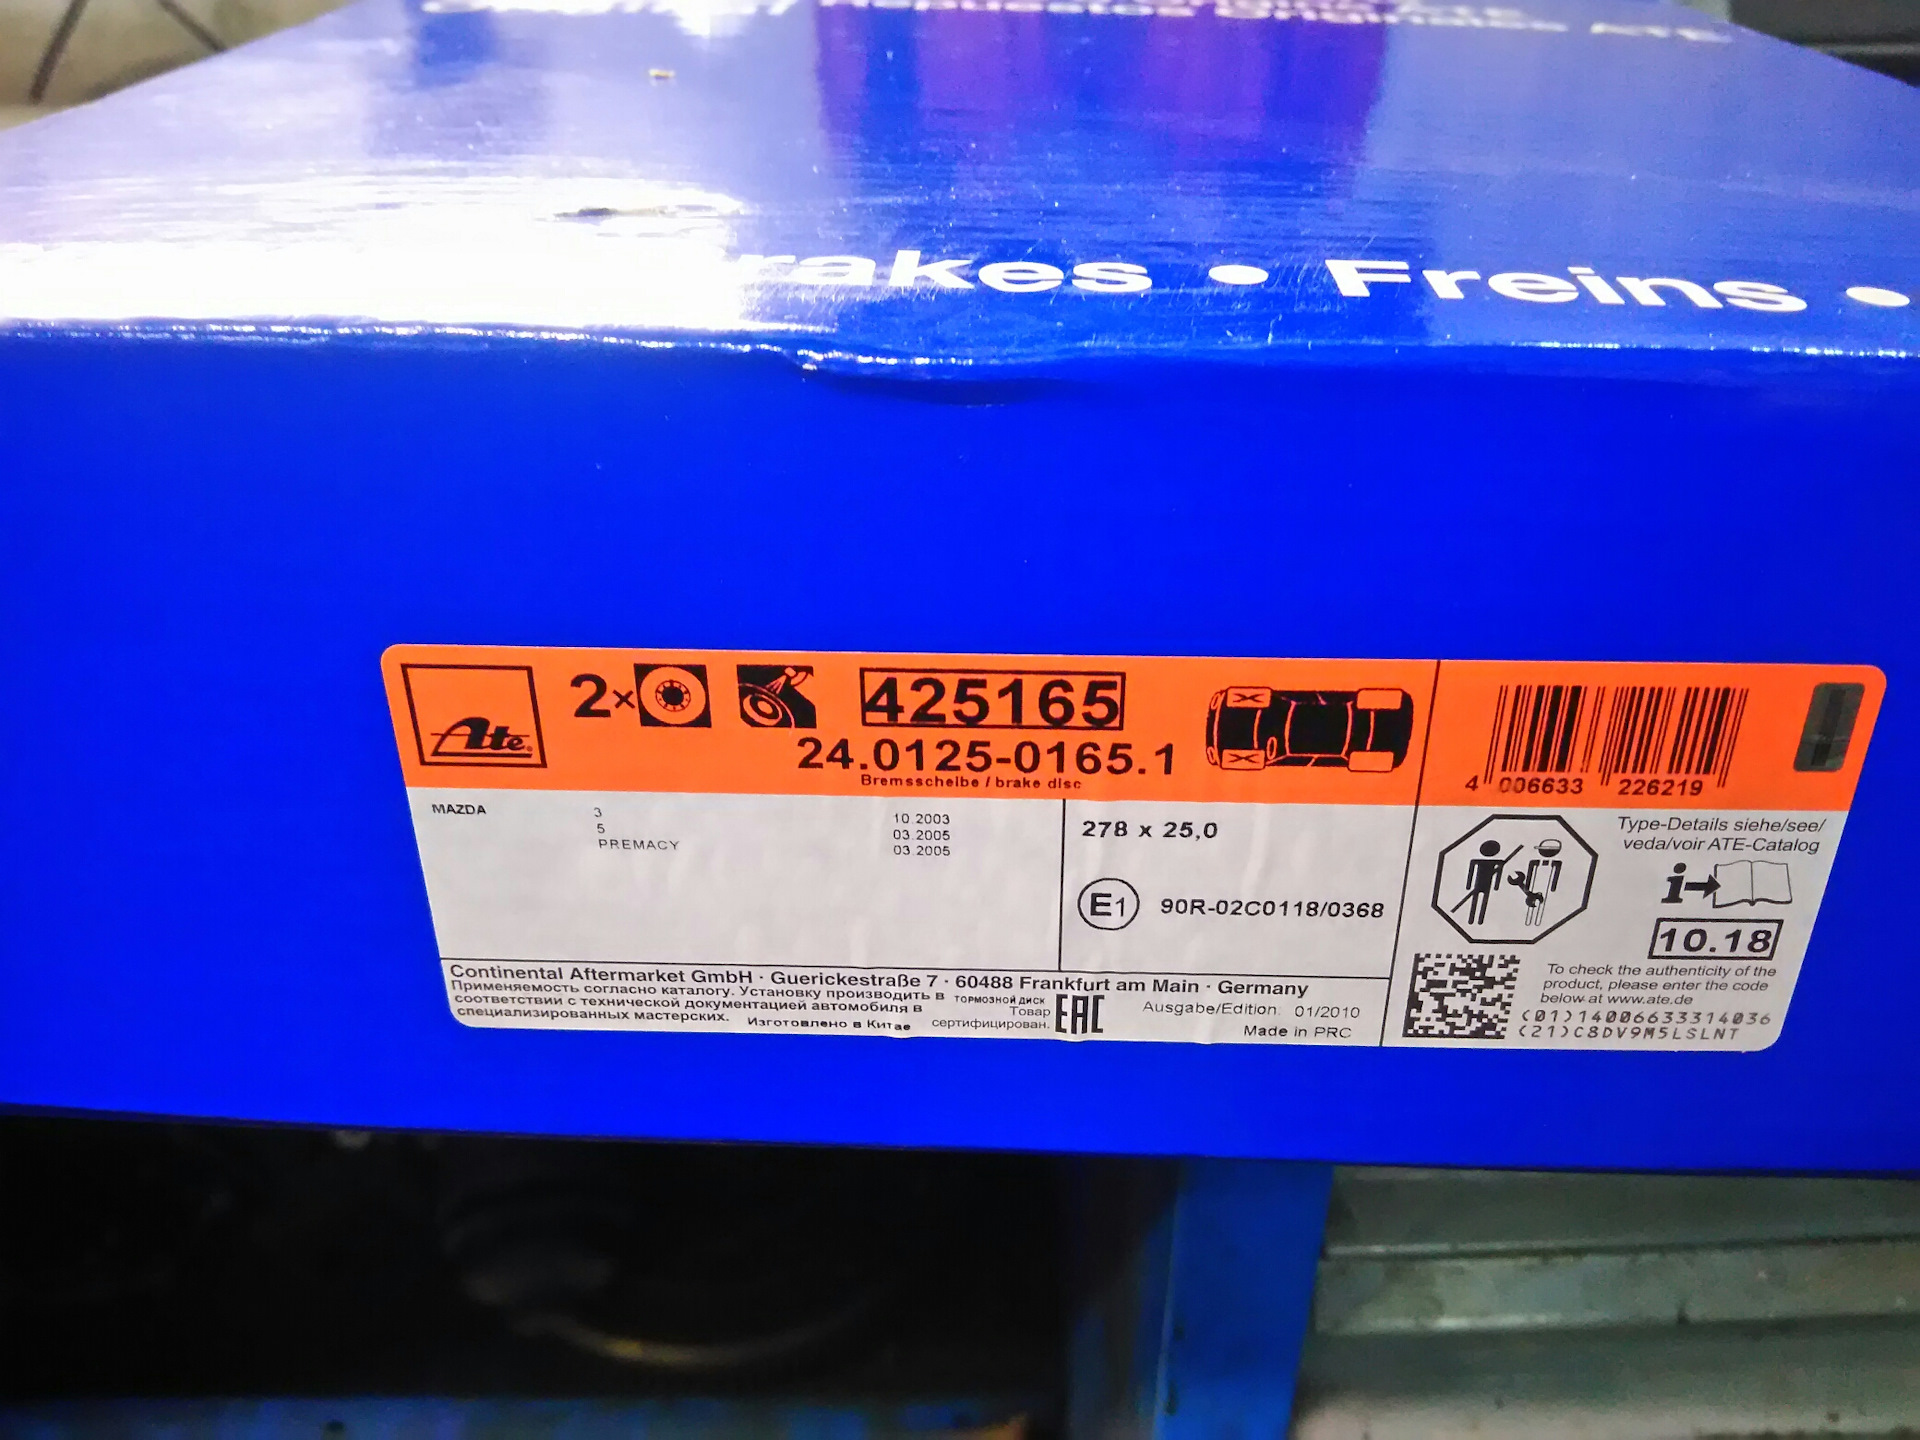 Originales ATE
rakes • Freins •
Ate
2x
425165
24.0125-0165.1
Bremsscheibe / brake disc
4 006633 226219
MAZDA
3 10.2003
5 03.2005
PREMACY 03.2005
278 x 25,0
E1 90R-02C0118/0368
Type-Details siehe/see/
veda/voir ATE-Catalog
i
10.18
Continental Aftermarket GmbH · Guerickestraße 7 · 60488 Frankfurt am Main · Germany
Применяемость согласно каталогу. Установку производить в
соответствии с технической документацией автомобиля в
специализированных мастерских. Изготовлено в Китае
ТОРМОЗНОЙ ДИСК
Товар
сертифицирован.
EAC
Ausgabe/Edition: 01/2010
Made in PRC
To check the authenticity of the
product, please enter the code
below at www.ate.de
(01)14006633314036
(21)C8DV9M5LSLNT